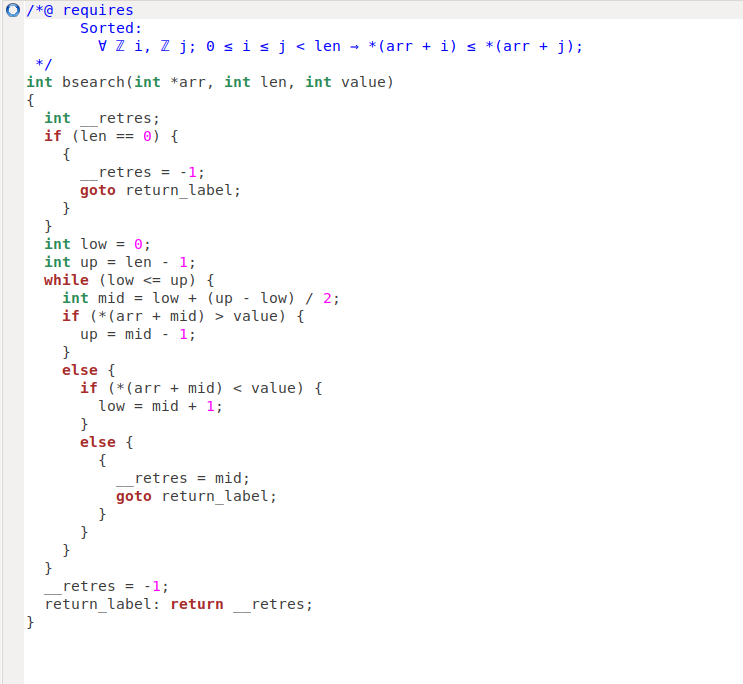 /*@ requires
      Sorted:
        ∀ ℤ i, ℤ j; 0 ≤ i ≤ j < len ⇒ *(arr + i) ≤ *(arr + j);
 */
int bsearch(int *arr, int len, int value)
{
  int __retres;
  if (len == 0) {
    {
      __retres = -1;
      goto return_label;
    }
  }
  int low = 0;
  int up = len - 1;
  while (low <= up) {
    int mid = low + (up - low) / 2;
    if (*(arr + mid) > value) {
      up = mid - 1;
    }
    else {
      if (*(arr + mid) < value) {
        low = mid + 1;
      }
      else {
        {
          __retres = mid;
          goto return_label;
        }
      }
    }
  }
  __retres = -1;
  return_label: return __retres;
}